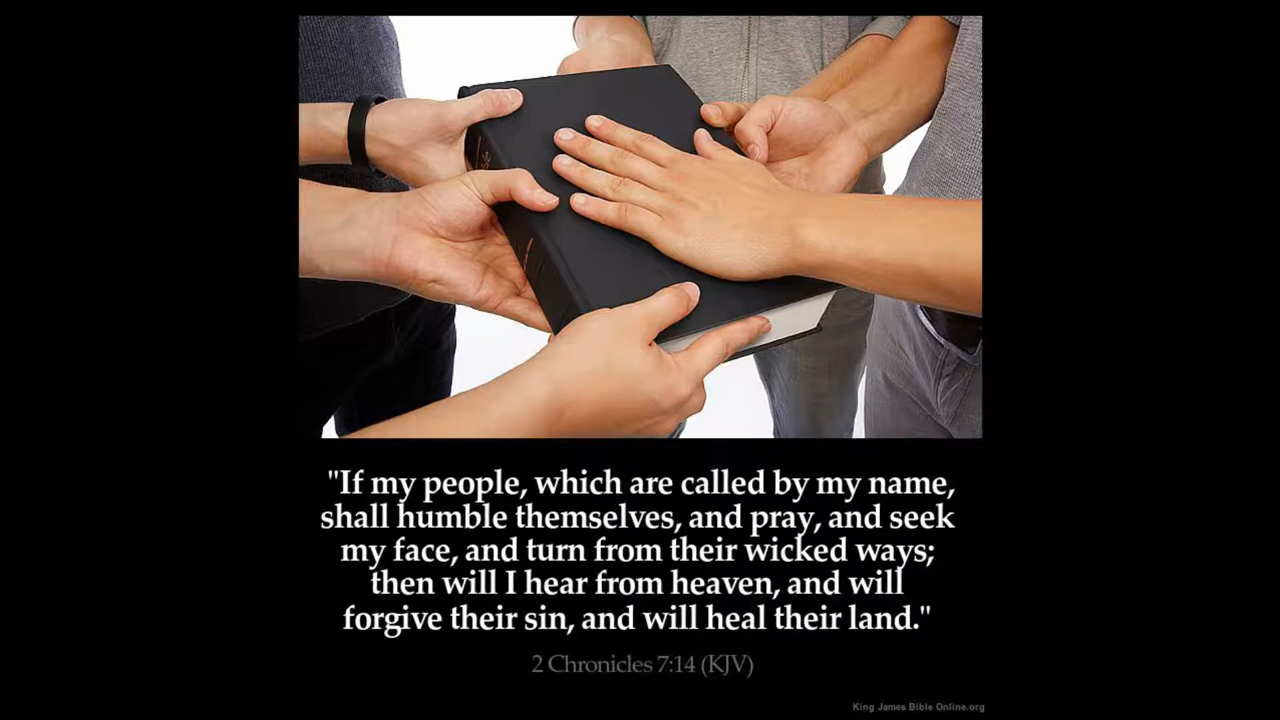 "If my people, which are called by my name,
shall humble themselves, and pray, and seek
my face, and turn from their wicked ways;
then will I hear from heaven, and will
forgive their sin, and will heal their land."
2 Chronicles 7:14 (KJV)
King James Bible Online.org